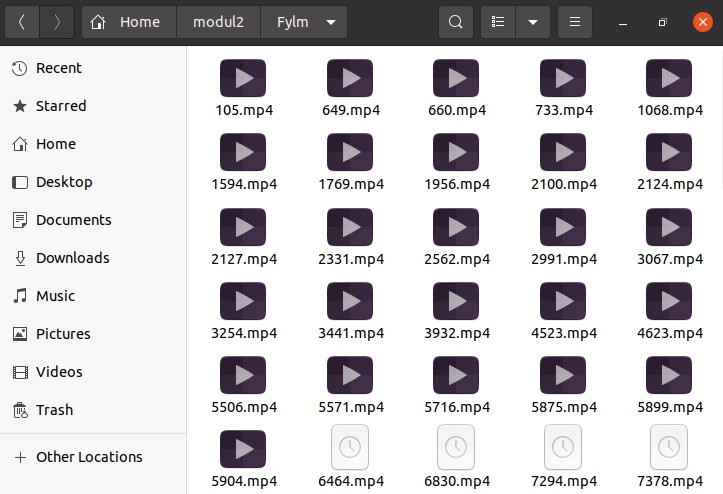 Home modul2 Fylm
Recent
Starred
Home
Desktop
Documents
Downloads
Music
Pictures
Videos
Trash
Other Locations
105.mp4 649.mp4 660.mp4 733.mp4 1068.mp4
1594.mp4 1769.mp4 1956.mp4 2100.mp4 2124.mp4
2127.mp4 2331.mp4 2562.mp4 2991.mp4 3067.mp4
3254.mp4 3441.mp4 3932.mp4 4523.mp4 4623.mp4
5506.mp4 5571.mp4 5716.mp4 5875.mp4 5899.mp4
5904.mp4 6464.mp4 6830.mp4 7294.mp4 7378.mp4